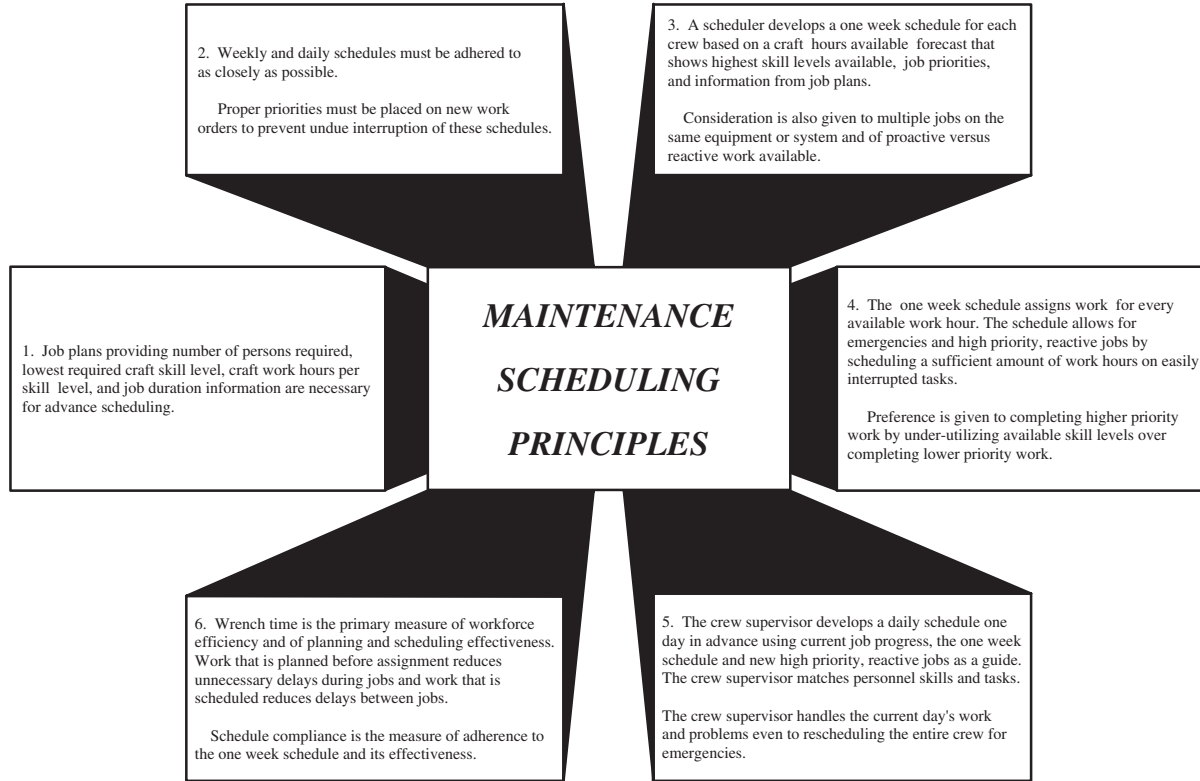 2. Weekly and daily schedules must be adhered to
as closely as possible.
Proper priorities must be placed on new work
orders to prevent undue interruption of these schedules.
3. A scheduler develops a one week schedule for each
crew based on a craft hours available forecast that
shows highest skill levels available, job priorities,
and information from job plans.
Consideration is also given to multiple jobs on the
same equipment or system and of proactive versus
reactive work available.
1. Job plans providing number of persons required,
lowest required craft skill level, craft work hours per
skill level, and job duration information are necessary
for advance scheduling.
MAINTENANCE
SCHEDULING
PRINCIPLES
4. The one week schedule assigns work for every
available work hour. The schedule allows for
emergencies and high priority, reactive jobs by
scheduling a sufficient amount of work hours on easily
interrupted tasks.
Preference is given to completing higher priority
work by under-utilizing available skill levels over
completing lower priority work.
6. Wrench time is the primary measure of workforce
efficiency and of planning and scheduling effectiveness.
Work that is planned before assignment reduces
unnecessary delays during jobs and work that is
scheduled reduces delays between jobs.
Schedule compliance is the measure of adherence to
the one week schedule and its effectiveness.
5. The crew supervisor develops a daily schedule one
day in advance using current job progress, the one week
schedule and new high priority, reactive jobs as a guide.
The crew supervisor matches personnel skills and tasks.
The crew supervisor handles the current day's work
and problems even to rescheduling the entire crew for
emergencies.